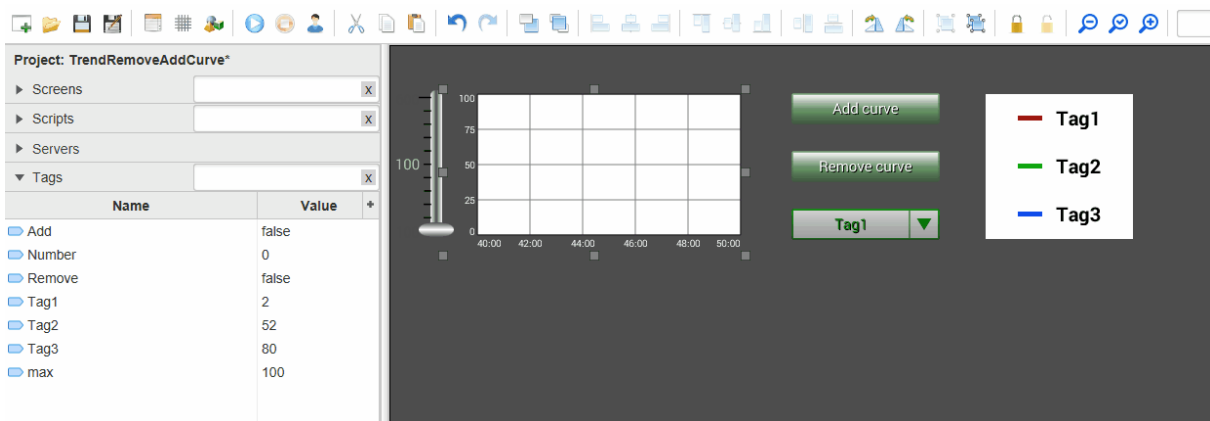 Project: TrendRemoveAddCurve*
Screens X
Scripts X
Servers
Tags X
Name Value +
Add false
Number 0
Remove false
Tag1 2
Tag2 52
Tag3 80
max 100
100
100
75
50
25
0
40:00 42:00 44:00 46:00 48:00 50:00
Add curve
Remove curve
Tag1
Tag1
Tag2
Tag3